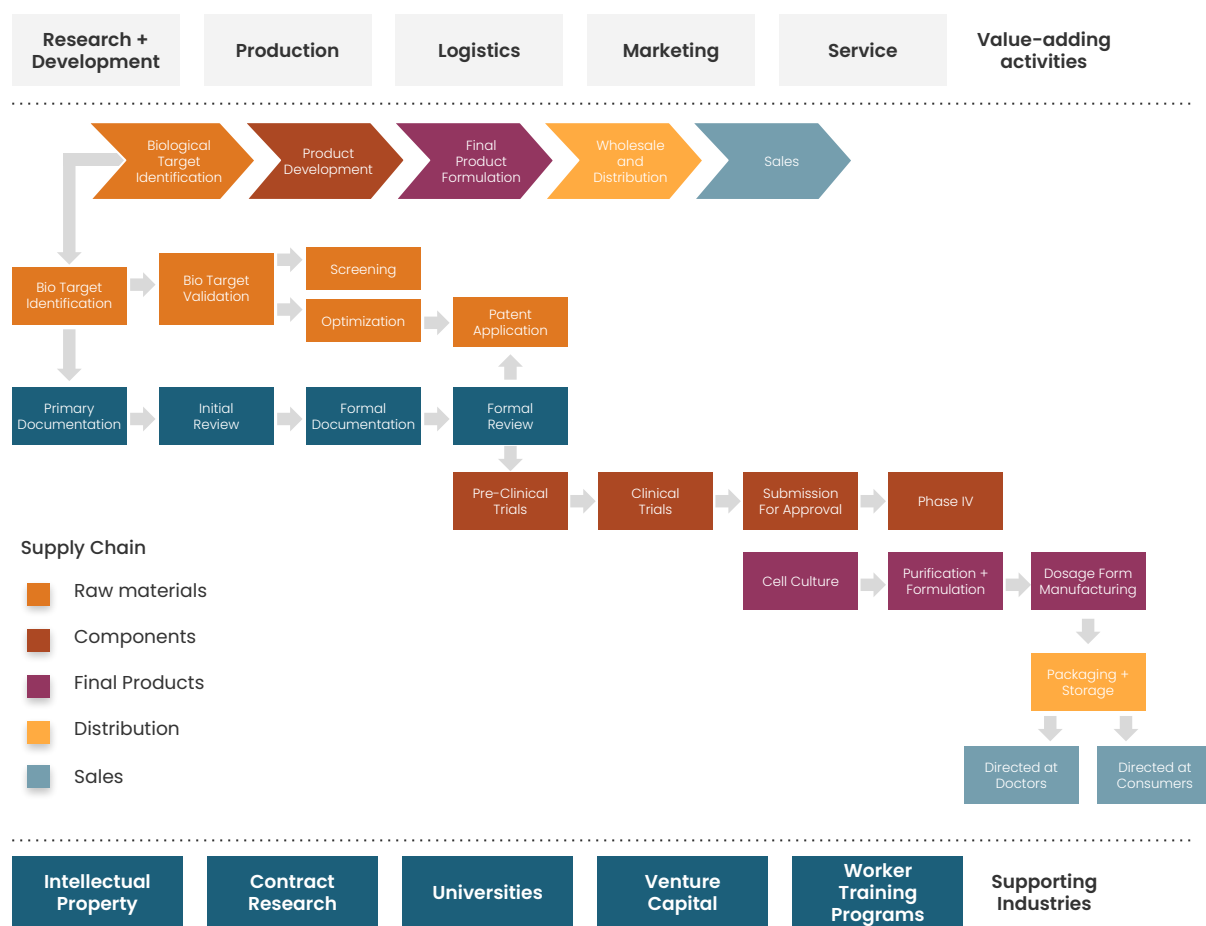 Research +
Development
Production
Logistics
Marketing
Service
Value-adding
activities
Biological
Target
Identification
Product
Development
Final
Product
Formulation
Wholesale
and
Distribution
Sales
Bio Target
Identification
Bio Target
Validation
Screening
Optimization
Patent
Application
Primary
Documentation
Initial
Review
Formal
Documentation
Formal
Review
Pre-Clinical
Trials
Clinical
Trials
Submission
For Approval
Phase IV
Cell Culture
Purification +
Formulation
Dosage Form
Manufacturing
Packaging +
Storage
Directed at
Doctors
Directed at
Consumers
Supply Chain
Raw materials
Components
Final Products
Distribution
Sales
Intellectual
Property
Contract
Research
Universities
Venture
Capital
Worker
Training
Programs
Supporting
Industries